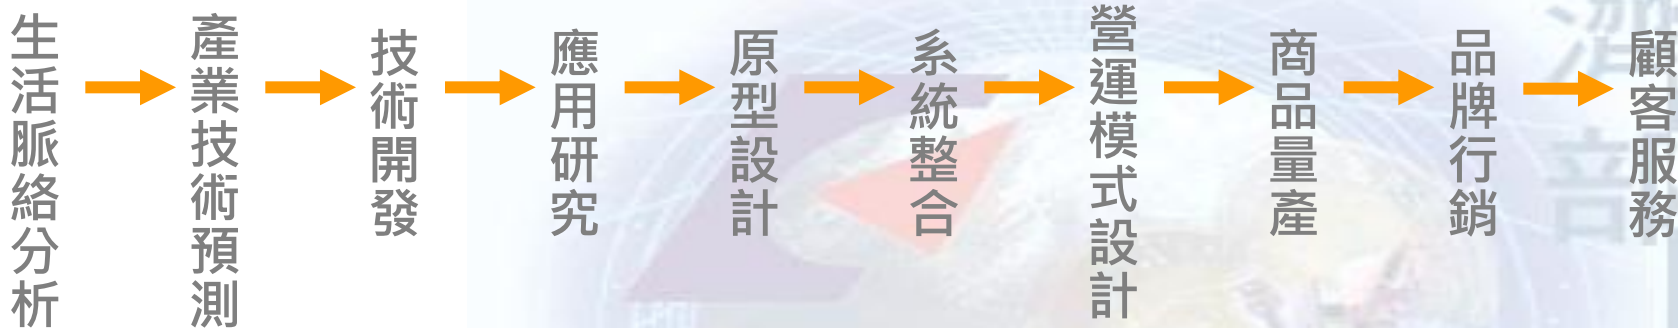 生活脈絡分析
產業技術預測
技術開發
應用研究
原型設計
系統整合
營運模式設計
商品量產
品牌行銷
顧客服務